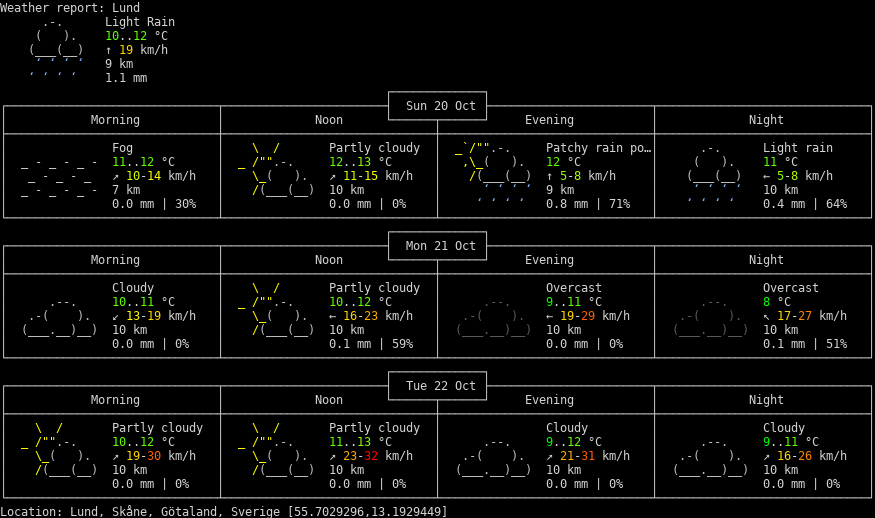 Weather report: Lund
Light Rain
10..12 °C
↑ 19 km/h
9 km
1.1 mm
Sun 20 Oct
Morning Noon Evening Night
Fog Partly cloudy Patchy rain po… Light rain
11..12 °C 12..13 °C 12 °C 11 °C
↗ 10-14 km/h ↗ 11-15 km/h ↑ 5-8 km/h ← 5-8 km/h
7 km 10 km 9 km 10 km
0.0 mm | 30% 0.0 mm | 0% 0.8 mm | 71% 0.4 mm | 64%
Mon 21 Oct
Morning Noon Evening Night
Cloudy Partly cloudy Overcast Overcast
10..11 °C 10..12 °C 9..11 °C 8 °C
↙ 13-19 km/h ← 16-23 km/h ← 19-29 km/h ↖ 17-27 km/h
10 km 10 km 10 km 10 km
0.0 mm | 0% 0.1 mm | 59% 0.0 mm | 0% 0.1 mm | 51%
Tue 22 Oct
Morning Noon Evening Night
Partly cloudy Partly cloudy Cloudy Cloudy
10..12 °C 11..13 °C 9..12 °C 9..11 °C
↗ 19-30 km/h ↗ 23-32 km/h ↗ 21-31 km/h ↗ 16-26 km/h
10 km 10 km 10 km 10 km
0.0 mm | 0% 0.0 mm | 0% 0.0 mm | 0% 0.0 mm | 0%
Location: Lund, Skåne, Götaland, Sverige [55.7029296,13.1929449]